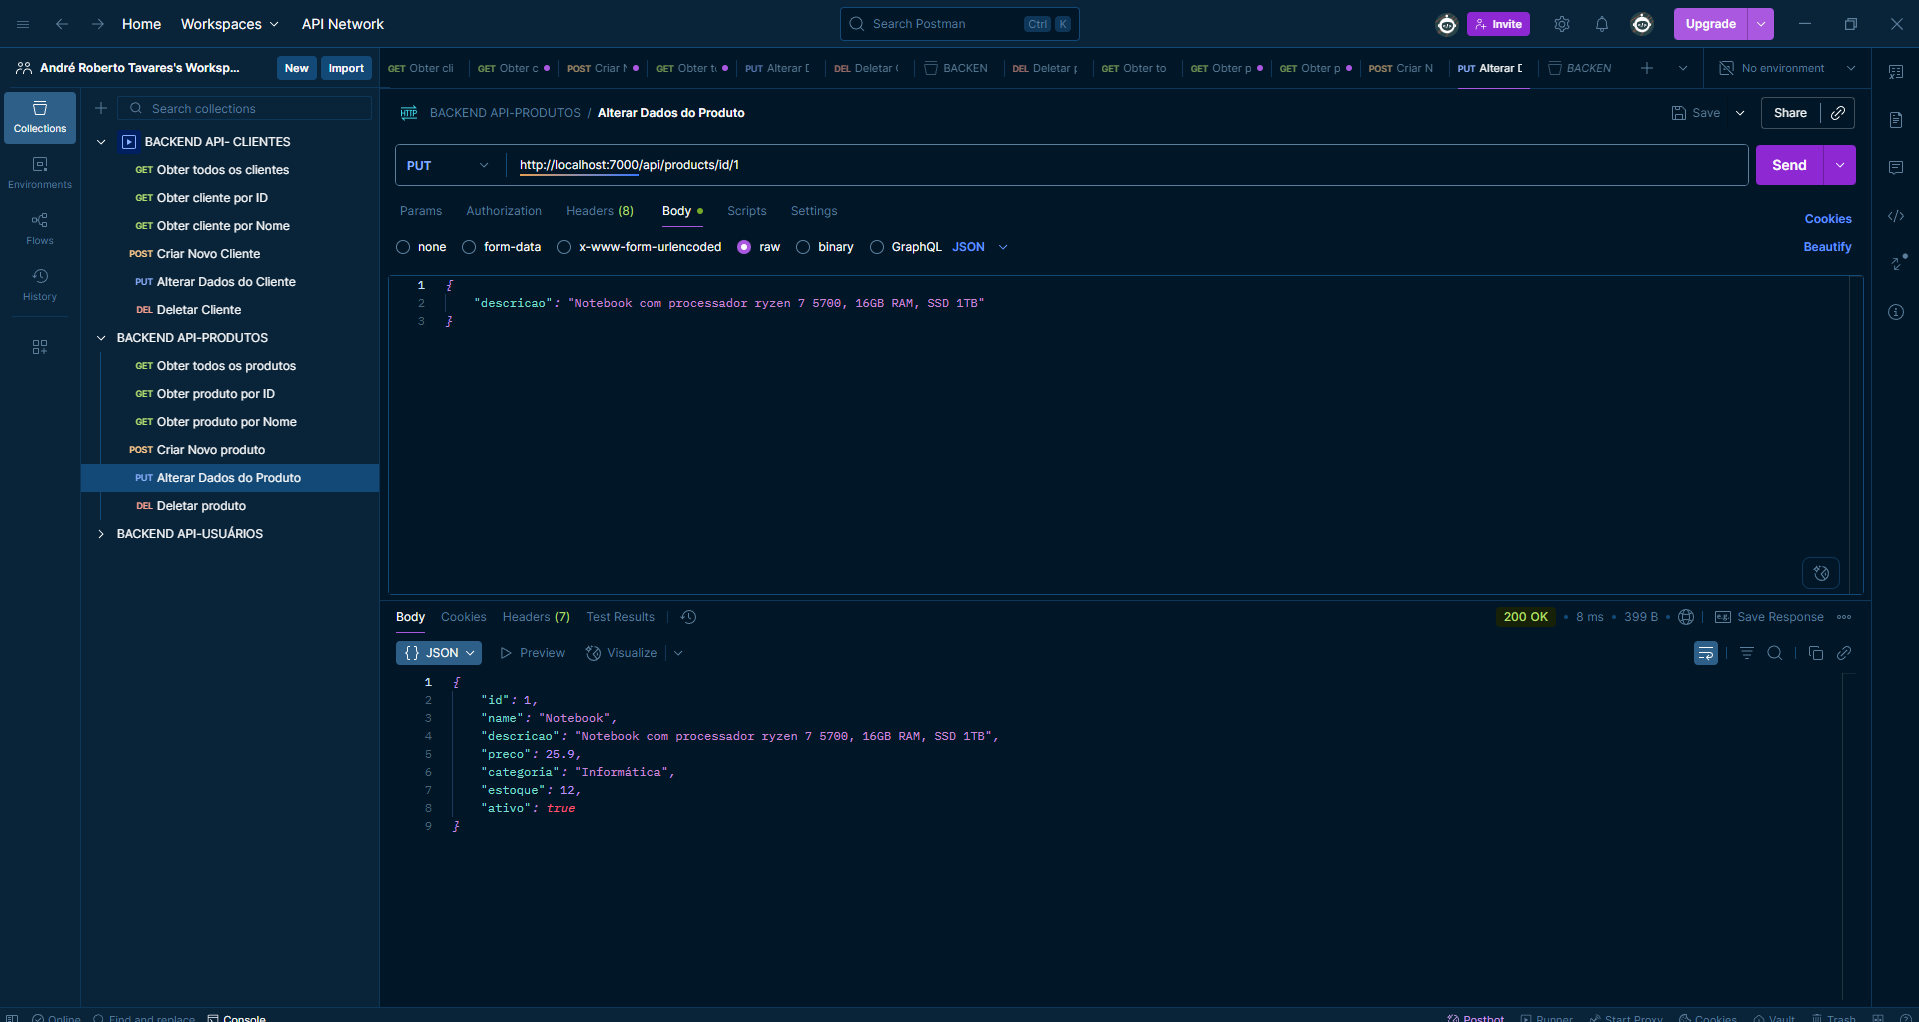 Home Workspaces API Network Search Postman Ctrl K Invite Upgrade
André Roberto Tavares's Worksp... New Import
GET Obter cli GET Obter c POST Criar N GET Obter t PUT Alterar D DEL Deletar BACKEN DEL Deletar p GET Obter to GET Obter p GET Obter p POST Criar N PUT Alterar D BACKEN No environment
Collections
Environments
Flows
History
Search collections
BACKEND API- CLIENTES
GET Obter todos os clientes
GET Obter cliente por ID
GET Obter cliente por Nome
POST Criar Novo Cliente
PUT Alterar Dados do Cliente
DEL Deletar Cliente
BACKEND API-PRODUTOS
GET Obter todos os produtos
GET Obter produto por ID
GET Obter produto por Nome
POST Criar Novo produto
PUT Alterar Dados do Produto
DEL Deletar produto
BACKEND API-USUÁRIOS
HTTP BACKEND API-PRODUTOS / Alterar Dados do Produto Save Share
PUT http://localhost:7000/api/products/id/1 Send
Params Authorization Headers (8) Body Scripts Settings Cookies
none form-data x-www-form-urlencoded raw binary GraphQL JSON Beautify
1 {
2 "descricao": "Notebook com processador ryzen 7 5700, 16GB RAM, SSD 1TB"
3 }
Body Cookies Headers (7) Test Results 200 OK • 8 ms • 399 B • e.g. Save Response
{} JSON Preview Visualize
1 {
2 "id": 1,
3 "name": "Notebook",
4 "descricao": "Notebook com processador ryzen 7 5700, 16GB RAM, SSD 1TB",
5 "preco": 25.9,
6 "categoria": "Informática",
7 "estoque": 12,
8 "ativo": true
9 }
Online Find and replace Console Postbot Runner Start Proxy Cookies Vault Trash